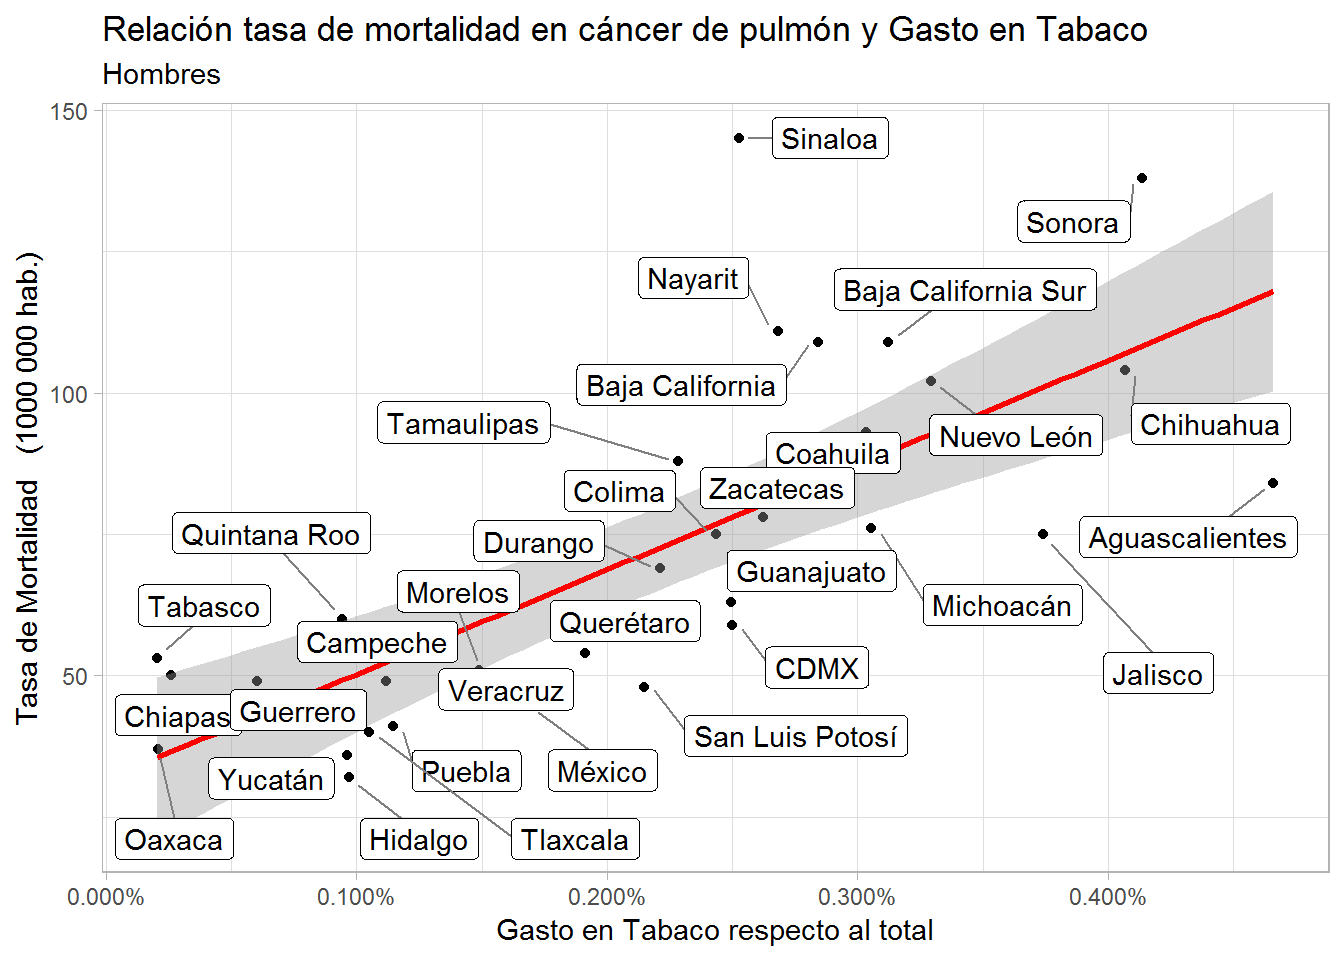 Relación tasa de mortalidad en cáncer de pulmón y Gasto en Tabaco
Hombres
Tasa de Mortalidad (1000 000 hab.)
150
100
50
Sinaloa
Sonora
Nayarit
Baja California Sur
Baja California
Tamaulipas
Nuevo León
Chihuahua
Coahuila
Colima
Zacatecas
Quintana Roo
Durango
Aguascalientes
Guanajuato
Morelos
Tabasco
Michoacán
Querétaro
Campeche
CDMX
Jalisco
Veracruz
Chiapas
Guerrero
San Luis Potosí
Yucatán
Puebla
México
Oaxaca
Hidalgo
Tlaxcala
0.000%
0.100%
0.200%
0.300%
0.400%
Gasto en Tabaco respecto al total